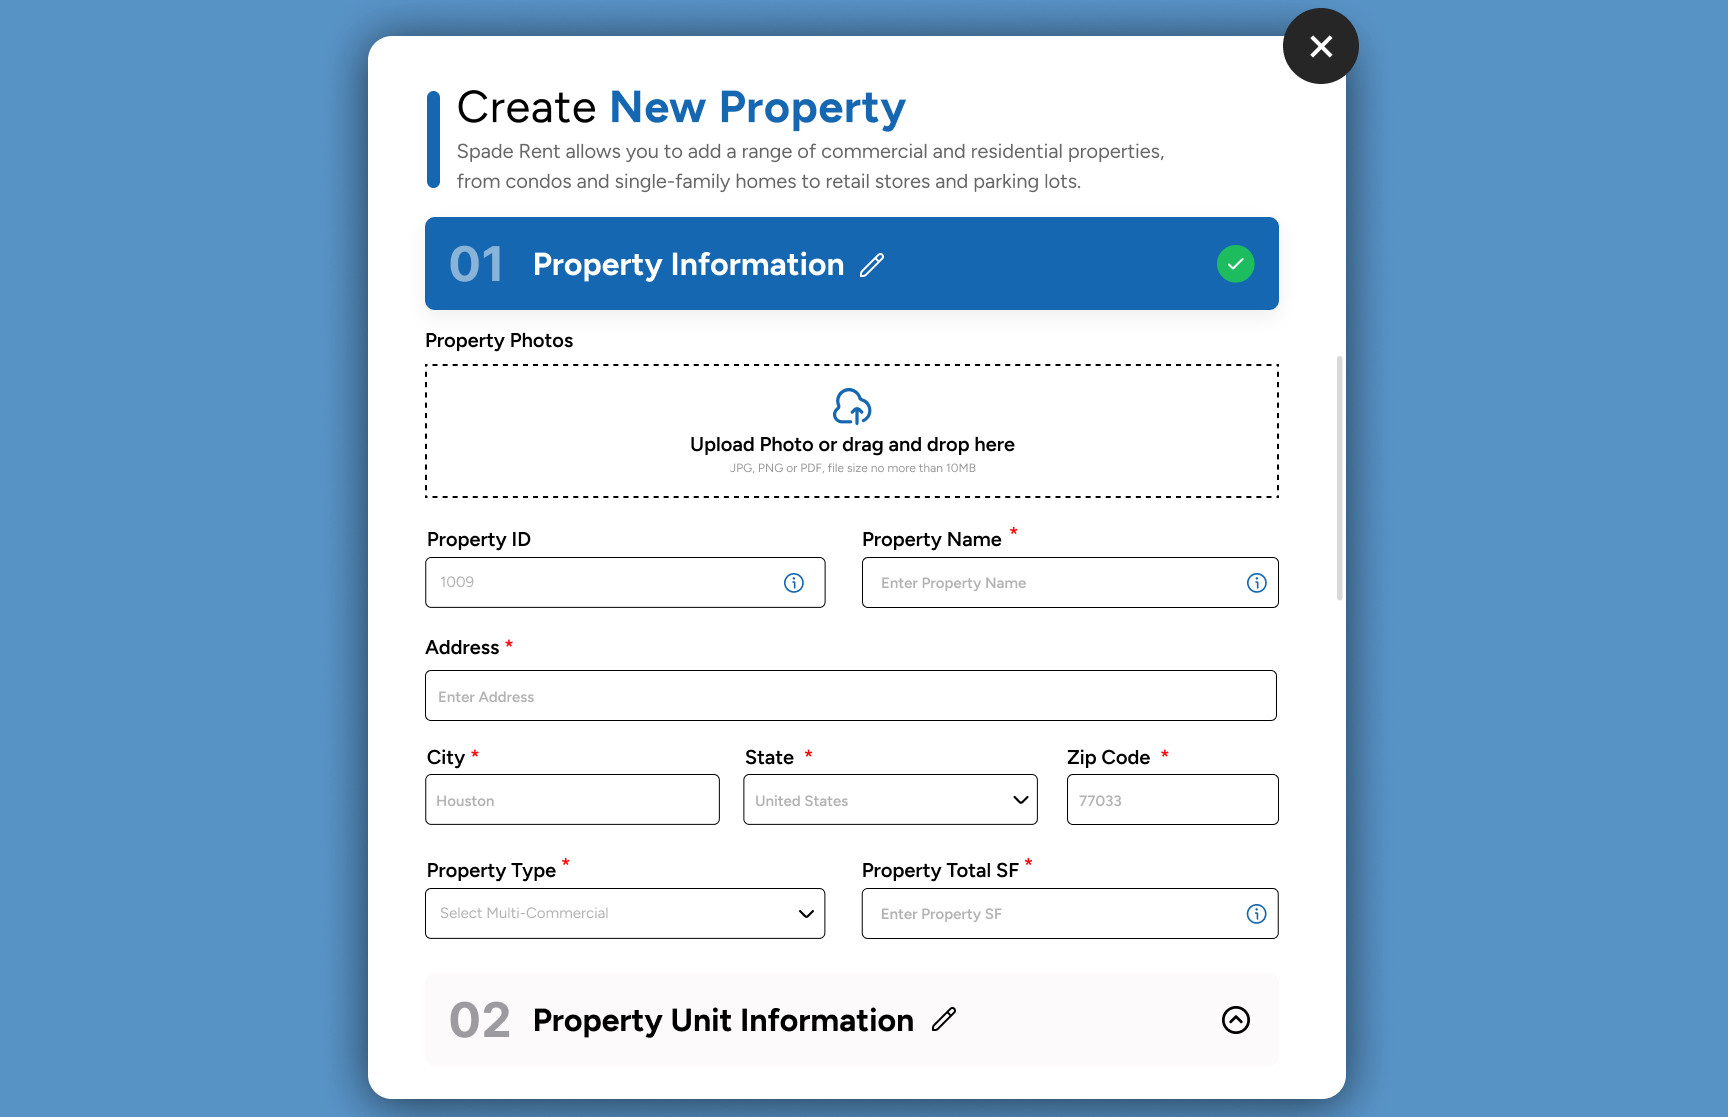 Create New Property
Spade Rent allows you to add a range of commercial and residential properties,
from condos and single-family homes to retail stores and parking lots.
01 Property Information
Property Photos
Upload Photo or drag and drop here
JPG, PNG or PDF, file size no more than 10MB
Property ID
Property Name *
1009
Enter Property Name
Address *
Enter Address
City *
State *
Zip Code *
Houston
United States
77033
Property Type *
Property Total SF *
Select Multi-Commercial
Enter Property SF
02 Property Unit Information